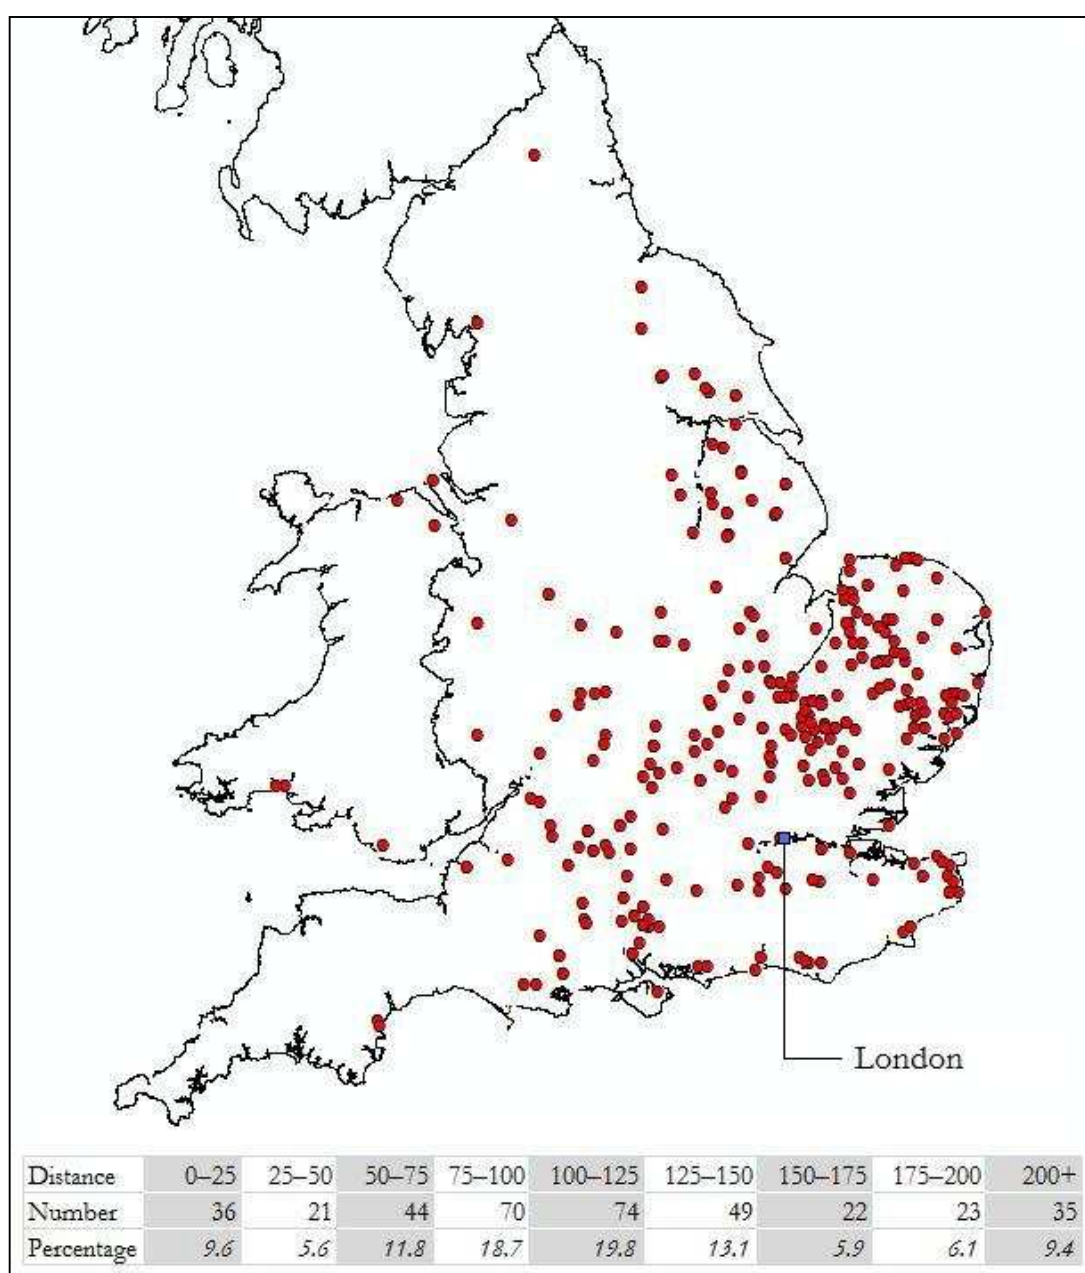 London
Distance 0–25 25–50 50–75 75–100 100–125 125–150 150–175 175–200 200+
Number 36 21 44 70 74 49 22 23 35
Percentage 9.6 5.6 11.8 18.7 19.8 13.1 5.9 6.1 9.4